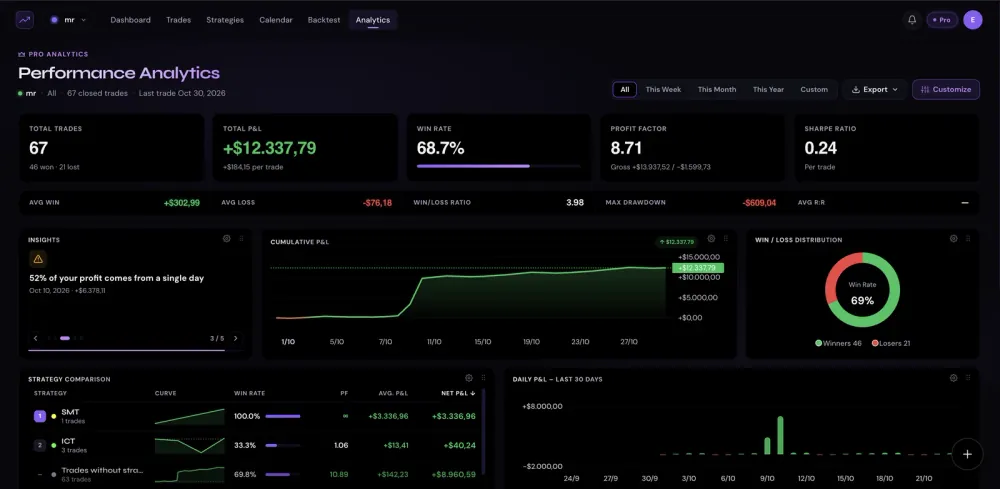 mr
Dashboard
Trades
Strategies
Calendar
Backtest
Analytics
Pro
E
PRO ANALYTICS
Performance Analytics
mr · All · 67 closed trades · Last trade Oct 30, 2026
All
This Week
This Month
This Year
Custom
Export
Customize
TOTAL TRADES
67
46 won · 21 lost
TOTAL P&L
+$12.337,79
+$184,15 per trade
WIN RATE
68.7%
PROFIT FACTOR
8.71
Gross +$13.937,52 / -$1.599,73
SHARPE RATIO
0.24
Per trade
AVG WIN +$302,99
AVG LOSS -$76,18
WIN/LOSS RATIO 3.98
MAX DRAWDOWN -$609,04
AVG R:R —
INSIGHTS
52% of your profit comes from a single day
Oct 10, 2026 · +$6.378,11
3 / 5
CUMULATIVE P&L
↑ $12.337,79
+$15.000,00
+$12.337,79
+$10.000,00
+$5.000,00
+$0,00
1/10 5/10 7/10 11/10 15/10 19/10 23/10 27/10
WIN / LOSS DISTRIBUTION
Win Rate
69%
Winners 46 Losers 21
STRATEGY COMPARISON
STRATEGY CURVE WIN RATE PF AVG. P&L NET P&L ↓
1 SMT 100.0% ∞ +$3.336,96 +$3.336,96
1 trades
2 ICT 33.3% 1.06 +$13,41 +$40,24
3 trades
– Trades without stra... 69.8% 10.89 +$142,23 +$8.960,59
63 trades
DAILY P&L – LAST 30 DAYS
+$8.000,00
-$2.000,00
24/9 27/9 30/9 3/10 6/10 9/10 12/10 15/10 18/10 21/10